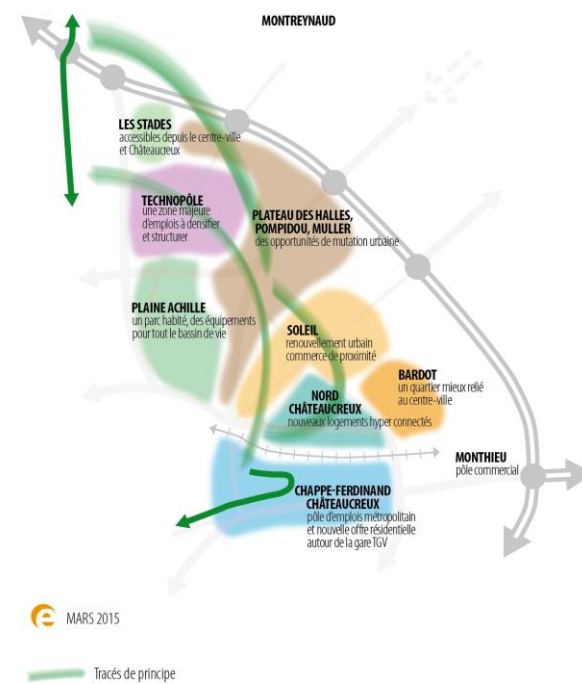 MONTREYNAUD
LES STADES
accessibles depuis le centre-ville
et Châteaucreux
TECHNOPÔLE
une zone majeure
d'emplois à densifier
et structurer
PLATEAU DES HALLES,
POMPIDOU, MULLER
des opportunités de mutation urbaine
PLAINE ACHILLE
un parc habité, des équipements
pour tout le bassin de vie
SOLEIL
renouvellement urbain
commerce de proximité
BARDOT
un quartier mieux relié
au centre-ville
NORD
CHÂTEAUCREUX
nouveaux logements hyper connectés
MONTHIEU
pôle commercial
CHAPPE-FERDINAND
CHÂTEAUCREUX
pôle d'emplois métropolitain
et nouvelle offre résidentielle
autour de la gare TGV
e MARS 2015
Tracés de principe